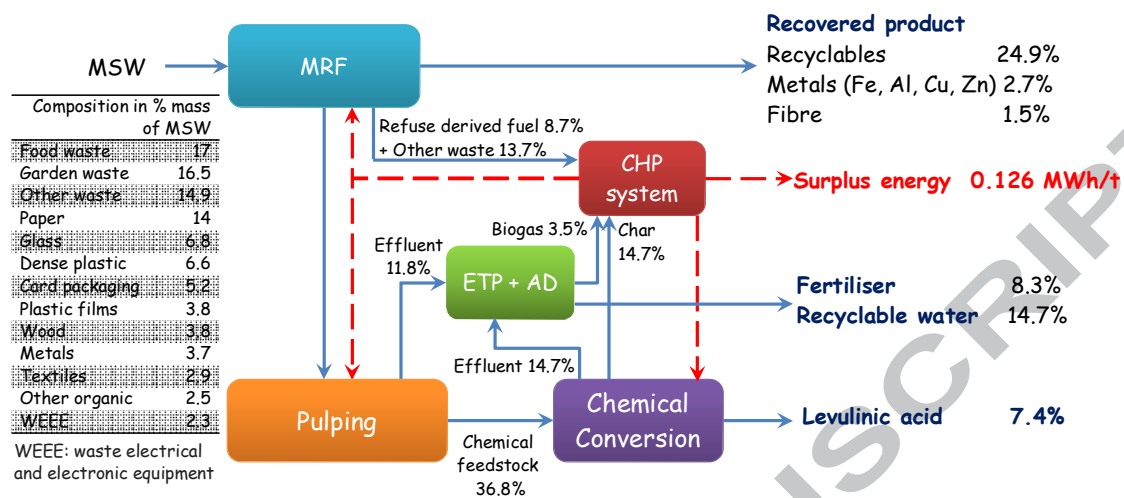 MSW
MRF
Recovered product
Recyclables 24.9%
Metals (Fe, Al, Cu, Zn) 2.7%
Fibre 1.5%
Composition in % mass
of MSW
Food waste 17
Garden waste 16.5
Other waste 14.9
Paper 14
Glass 6.8
Dense plastic 6.6
Card packaging 5.2
Plastic films 3.8
Wood 3.8
Metals 3.7
Textiles 2.9
Other organic 2.5
WEEE 2.3
WEEE: waste electrical
and electronic equipment
Refuse derived fuel 8.7%
+ Other waste 13.7%
CHP
system
Surplus energy 0.126 MWh/t
Biogas 3.5%
Char
14.7%
Effluent
11.8%
ETP + AD
Fertiliser 8.3%
Recyclable water 14.7%
Effluent 14.7%
Pulping
Chemical
feedstock
36.8%
Chemical
Conversion
Levulinic acid 7.4%
USCRIPT